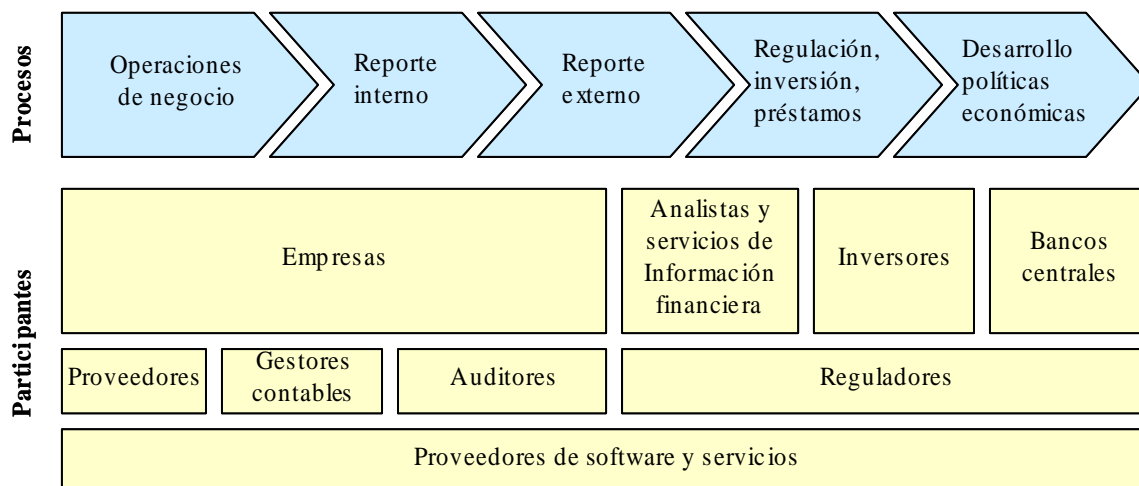 Procesos
Operaciones
de negocio
Reporte
interno
Reporte
externo
Regulación,
inversión,
préstamos
Desarrollo
políticas
económicas
Participantes
Empresas
Analistas y
servicios de
Información
financiera
Inversores
Bancos
centrales
Proveedores
Gestores
contables
Auditores
Reguladores
Proveedores de software y servicios